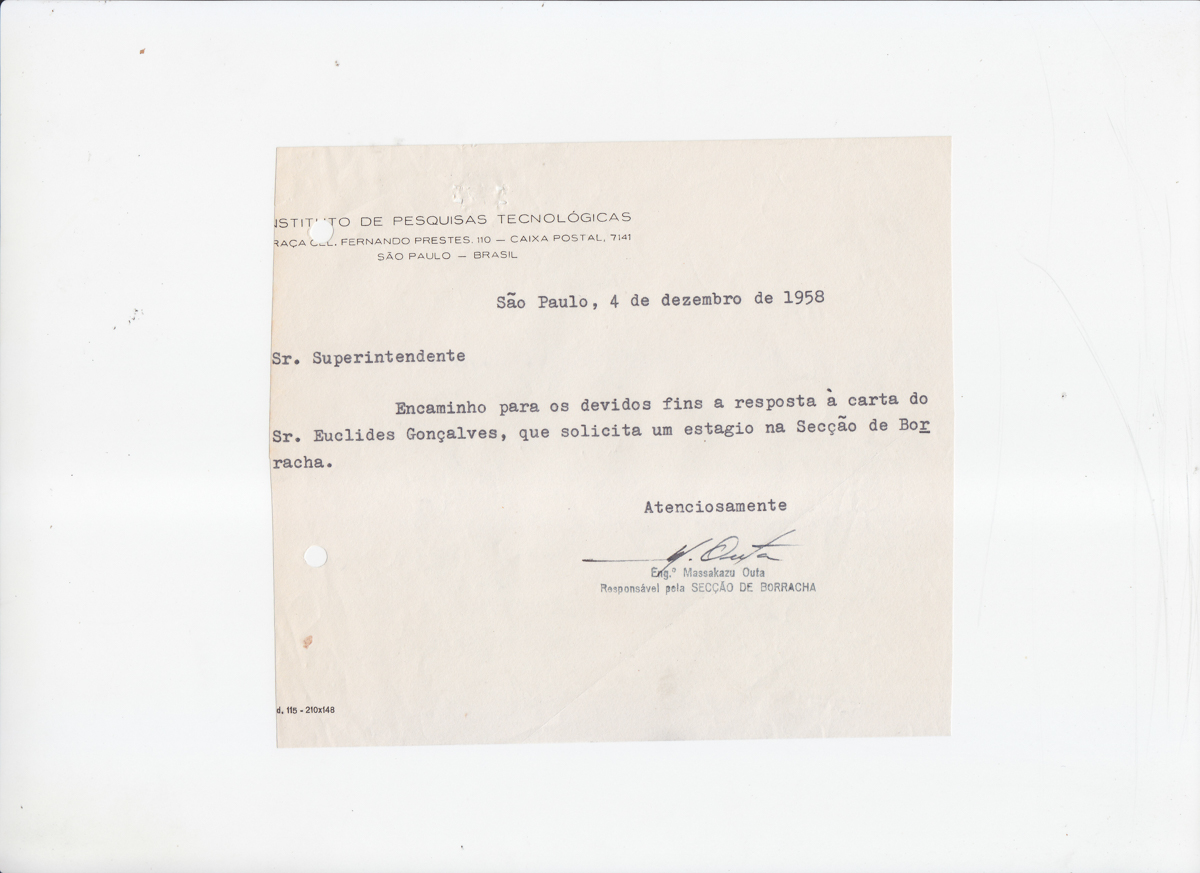 NSTITUTO DE PESQUISAS TECNOLÓGICAS
RAÇA CEL. FERNANDO PRESTES, 110 — CAIXA POSTAL, 7141
SÃO PAULO — BRASIL
São Paulo, 4 de dezembro de 1958
Sr. Superintendente
Encaminho para os devidos fins a resposta à carta do
Sr. Euclides Gonçalves, que solicita um estagio na Secção de Bor
racha.
Atenciosamente
M. Outa
Eng.º Massakazu Outa
Responsável pela SECÇÃO DE BORRACHA
d. 115 - 210x148